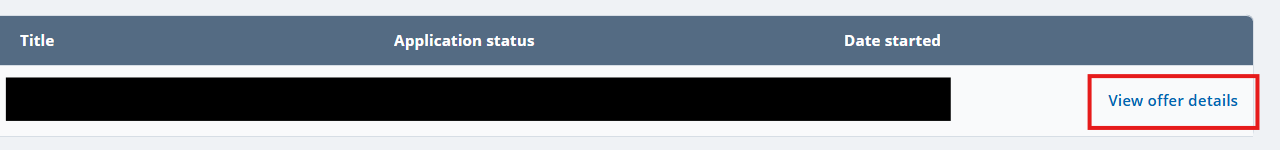 Title Application status Date started
View offer details